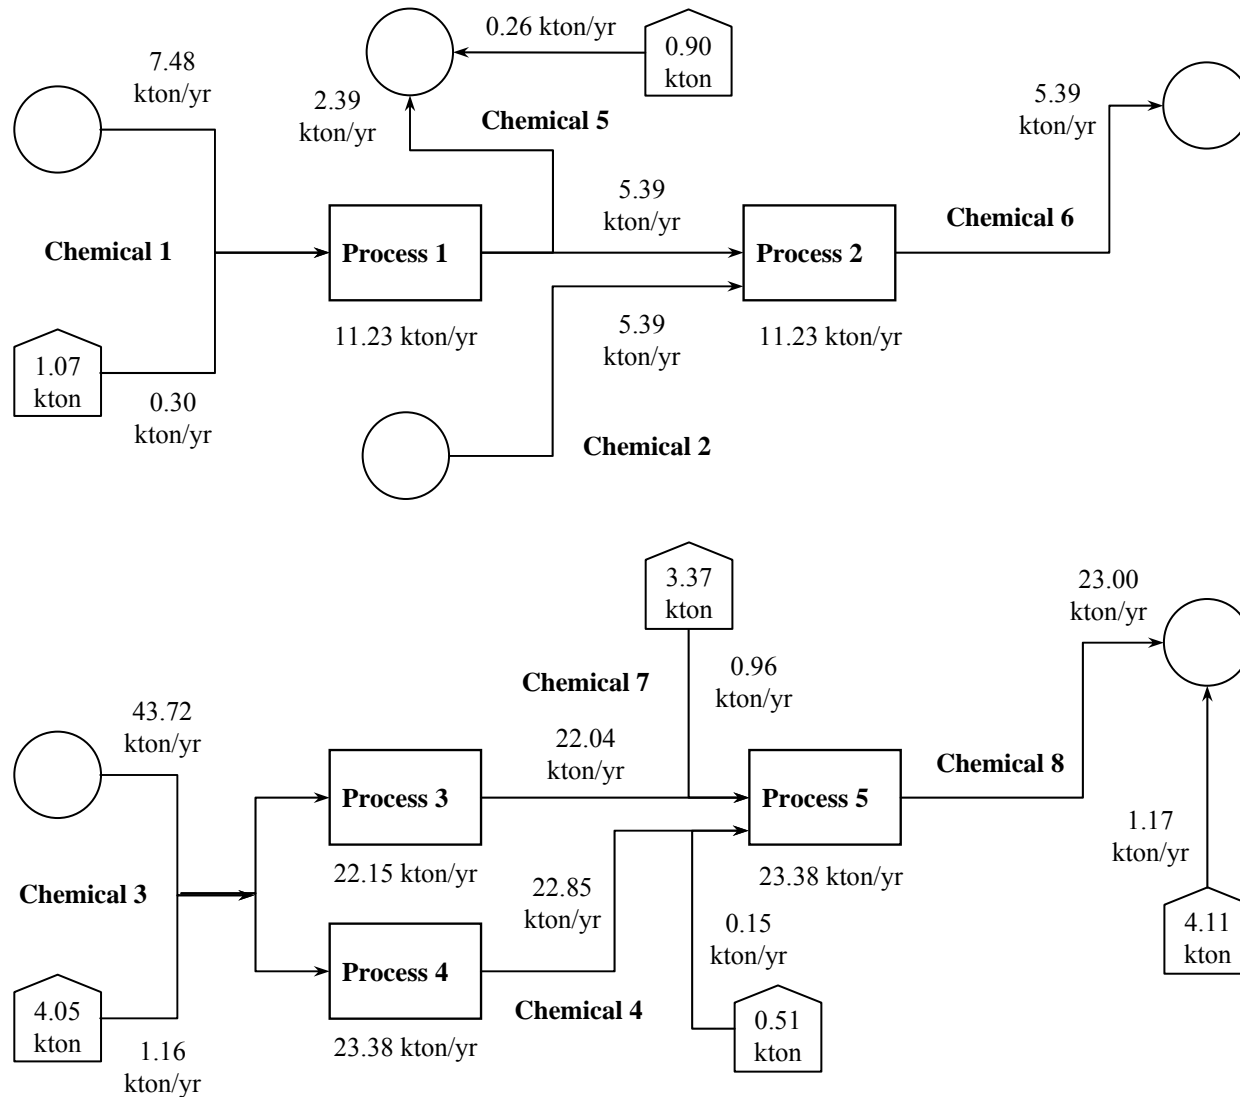 0.26 kton/yr
0.90
kton
7.48
kton/yr
2.39
kton/yr
Chemical 5
5.39
kton/yr
5.39
kton/yr
Chemical 1
Process 1
Process 2
Chemical 6
11.23 kton/yr
5.39
kton/yr
11.23 kton/yr
1.07
kton
0.30
kton/yr
Chemical 2
3.37
kton
23.00
kton/yr
Chemical 7
0.96
kton/yr
43.72
kton/yr
22.04
kton/yr
Chemical 8
Process 3
Process 5
22.15 kton/yr
23.38 kton/yr
1.17
kton/yr
Chemical 3
22.85
kton/yr
0.15
kton/yr
Process 4
4.11
kton
4.05
kton
Chemical 4
0.51
kton
1.16
kton/yr
23.38 kton/yr